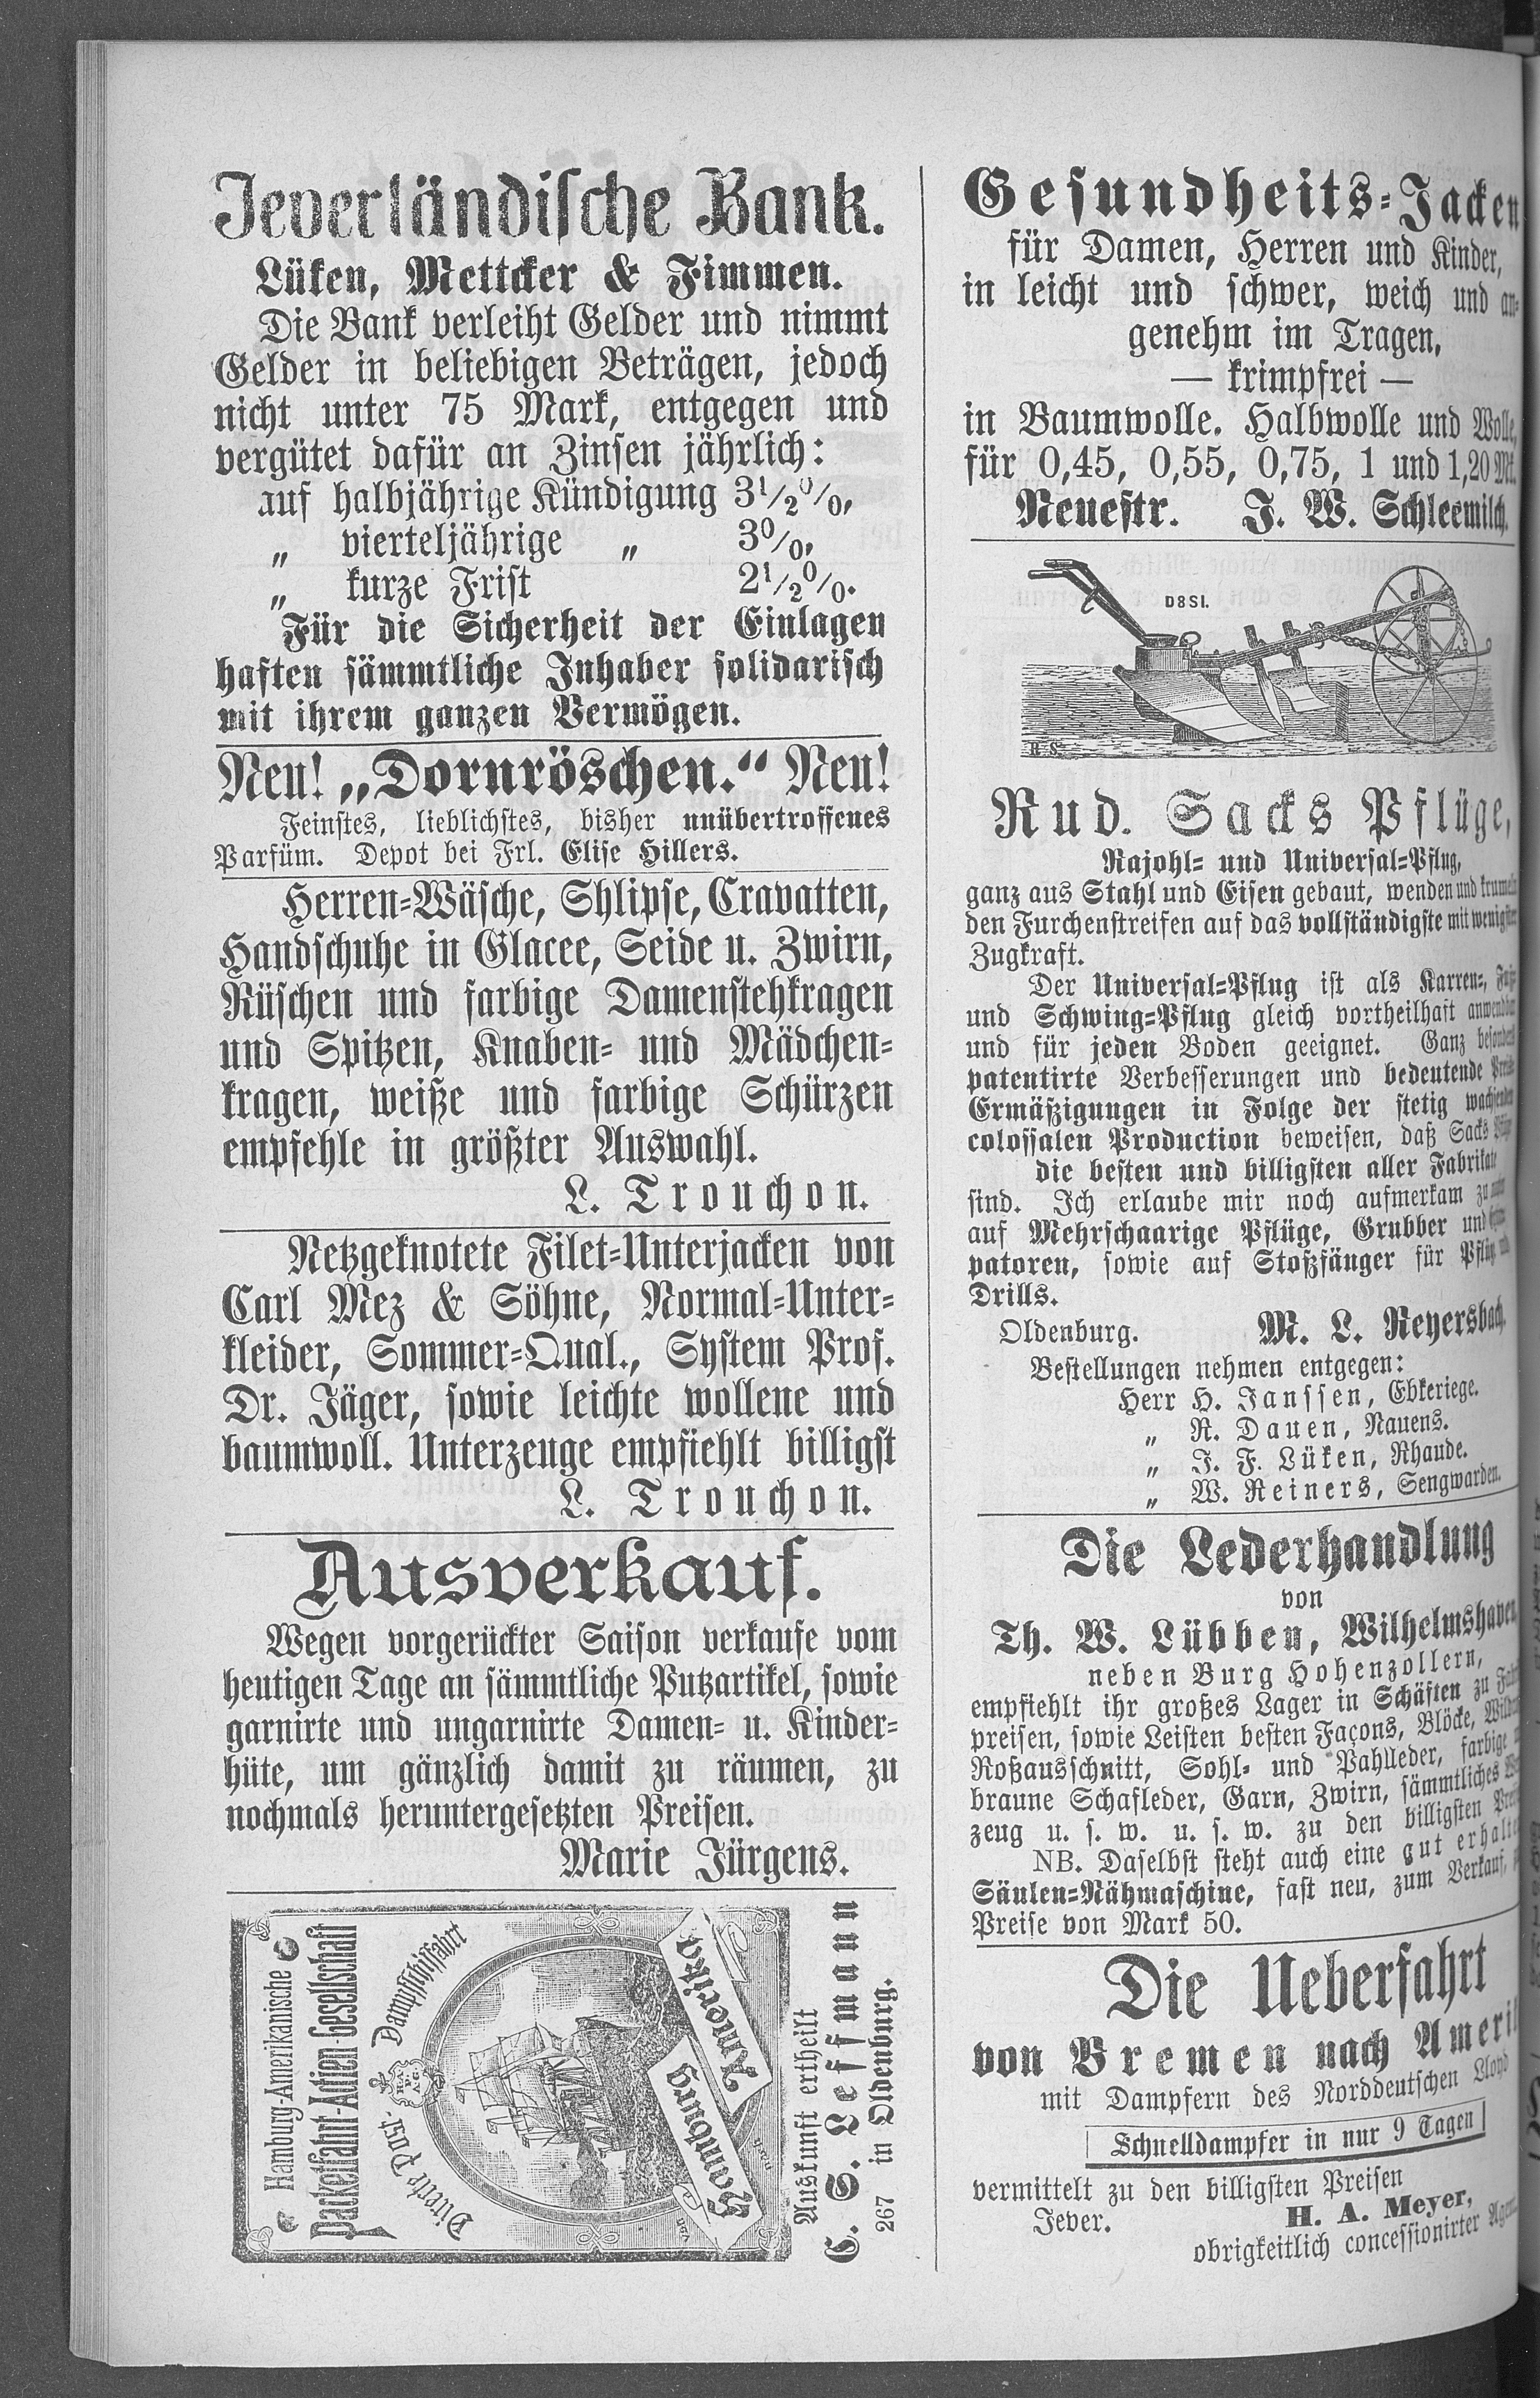 Jeverländische Bank.
Lüken, Mettcker & Fimmen.
Die Bank verleiht Gelder und nimmt
Gelder in beliebigen Beträgen, jedoch
nicht unter 75 Mark, entgegen und
vergütet dafür an Zinsen jährlich:
auf halbjährige Kündigung 3½%,
„ vierteljährige „ 3%,
„ kurze Frist 2½%.
Für die Sicherheit der Einlagen
haften sämmtliche Inhaber solidarisch
mit ihrem ganzen Vermögen.
Neu! „Dornröschen.“ Neu!
Feinstes, lieblichstes, bisher unübertroffenes
Parfüm. Depot bei Frl. Elise Hillers.
Herren-Wäsche, Shlipse, Cravatten,
Handschuhe in Glacee, Seide u. Zwirn,
Rüschen und farbige Damenstehkragen
und Spitzen, Knaben- und Mädchen-
kragen, weiße und farbige Schürzen
empfehle in größter Auswahl.
L. Trouchon.
Netzgeknotete Filet-Unterjacken von
Carl Mez & Söhne, Normal-Unter-
kleider, Sommer-Qual., System Prof.
Dr. Jäger, sowie leichte wollene und
baumwoll. Unterzeuge empfiehlt billigst
L. Trouchon.
Ausverkauf.
Wegen vorgerückter Saison verkaufe vom
heutigen Tage an sämmtliche Putzartikel, sowie
garnirte und ungarnirte Damen- u. Kinder-
hüte, um gänzlich damit zu räumen, zu
nochmals heruntergesetzten Preisen.
Marie Jürgens.
Hamburg-Amerikanische
Packetfahrt-Actien-Gesellschaft
Directe Post- Dampfschiffahrt
von Hamburg nach Amerika
Auskunft ertheilt
C. C. Leffmann
267 in Oldenburg.
Gesundheits-Jacken
für Damen, Herren und Kinder,
in leicht und schwer, weich und an-
genehm im Tragen,
— krimpfrei —
in Baumwolle. Halbwolle und Wolle,
für 0,45, 0,55, 0,75, 1 und 1,20 Mk.
Neuestr. J. W. Schleemilch.
D8SI.
R S.
Rud. Sacks Pflüge,
Rajohl- und Universal-Pflug,
ganz aus Stahl und Eisen gebaut, wenden und krumeln
den Furchenstreifen auf das vollständigste mit wenigster
Zugkraft.
Der Universal-Pflug ist als Karren-,
und Schwing-Pflug gleich vortheilhaft anwendbar
und für jeden Boden geeignet. Ganz besonders
patentirte Verbesserungen und bedeutende Preis-
Ermäßigungen in Folge der stetig wachsenden
colossalen Production beweisen, daß Sacks Pflüge
die besten und billigsten aller Fabrikate
sind. Ich erlaube mir noch aufmerkam zu
auf Mehrschaarige Pflüge, Grubber und
patoren, sowie auf Stoßfänger für Pflüge und
Drills.
Oldenburg. M. L. Reyersbach.
Bestellungen nehmen entgegen:
Herr H. Janssen, Ebkeriege.
„ R. Dauen, Nauens.
„ J. F. Lüken, Rhaude.
„ W. Reiners, Sengwarden.
Die Lederhandlung
von
Th. W. Lübben, Wilhelmshaven,
neben Burg Hohenzollern,
empfiehlt ihr großes Lager in Schäften zu
preisen, sowie Leisten besten Façons, Blöcke,
Roßausschnitt, Sohl- und Pahlleder, farbige
braune Schafleder, Garn, Zwirn, sämmtliches
zeug u. s. w. u. s. w. zu den billigsten Preisen
NB. Daselbst steht auch eine gut erhaltene
Säulen-Nähmaschine, fast neu, zum Verkauf,
Preise von Mark 50.
Die Ueberfahrt
von Bremen nach Amerika
mit Dampfern des Norddeutschen Lloyd
Schnelldampfer in nur 9 Tagen
vermittelt zu den billigsten Preisen
Jever. H. A. Meyer,
obrigkeitlich concessionirter Agent.